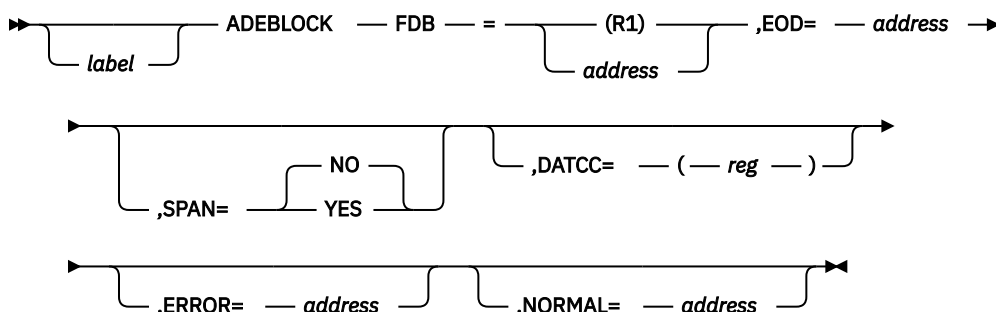 ADEBLOCK FDB = (R1) ,EOD= address
label address
NO
,DATCC= ( reg )
,SPAN= YES
,ERROR= address ,NORMAL= address